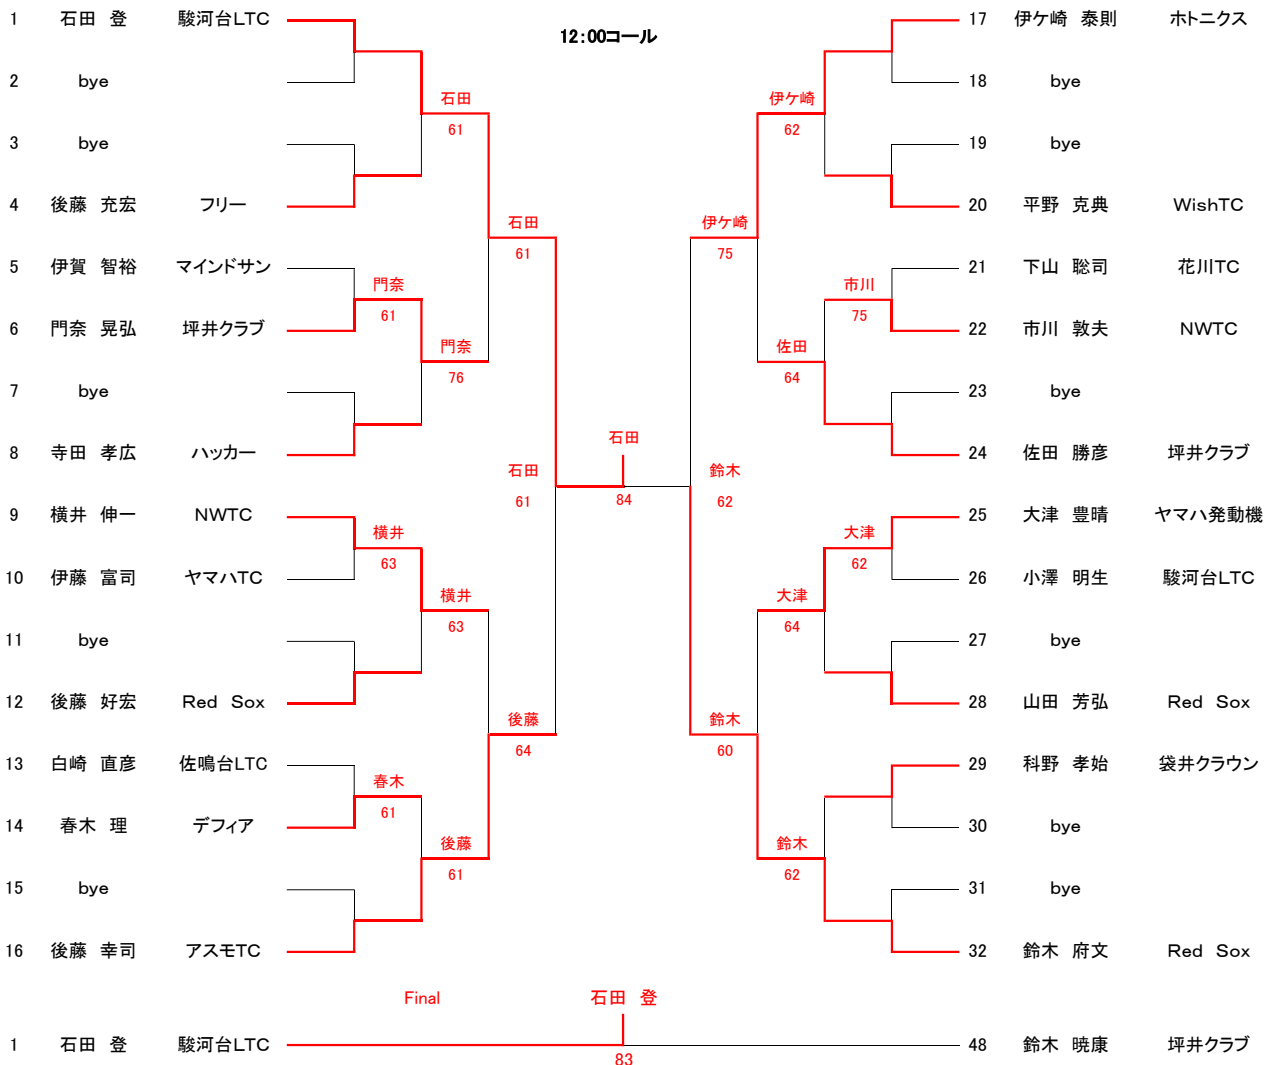 12:00コール
1 石田 登 駿河台LTC
2 bye
3 bye
4 後藤 充宏 フリー
5 伊賀 智裕 マインドサン
6 門奈 晃弘 坪井クラブ
7 bye
8 寺田 孝広 ハッカー
9 横井 伸一 NWTC
10 伊藤 富司 ヤマハTC
11 bye
12 後藤 好宏 Red Sox
13 白崎 直彦 佐鳴台LTC
14 春木 理 デフィア
15 bye
16 後藤 幸司 アスモTC
石田
61
門奈
61
門奈
76
石田
61
横井
63
横井
63
春木
61
後藤
61
後藤
64
石田
61
石田
84
鈴木
62
伊ケ崎
75
伊ケ崎
62
市川
75
佐田
64
大津
62
大津
64
鈴木
60
鈴木
62
17 伊ケ崎 泰則 ホトニクス
18 bye
19 bye
20 平野 克典 WishTC
21 下山 聡司 花川TC
22 市川 敦夫 NWTC
23 bye
24 佐田 勝彦 坪井クラブ
25 大津 豊晴 ヤマハ発動機
26 小澤 明生 駿河台LTC
27 bye
28 山田 芳弘 Red Sox
29 科野 孝始 袋井クラウン
30 bye
31 bye
32 鈴木 府文 Red Sox
Final 石田 登
1 石田 登 駿河台LTC
83
48 鈴木 暁康 坪井クラブ